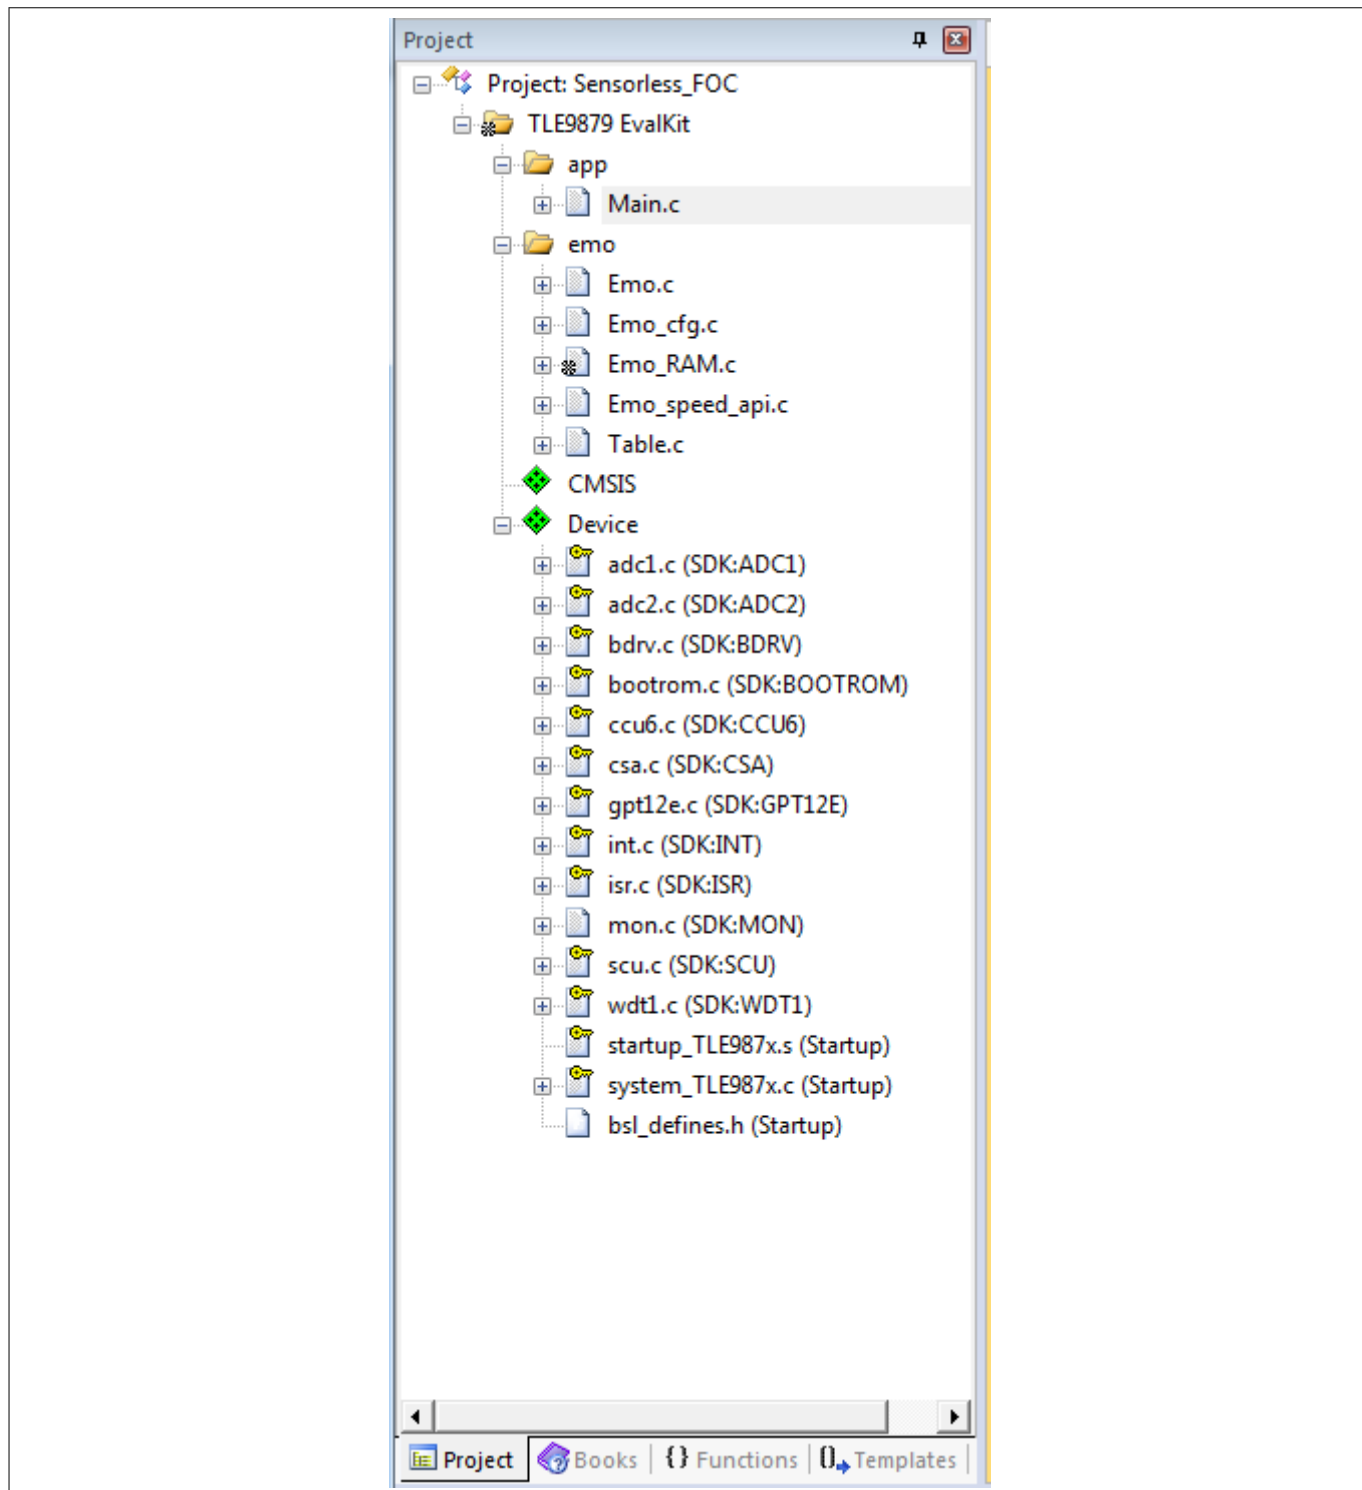 Project
Project: Sensorless_FOC
TLE9879 EvalKit
app
Main.c
emo
Emo.c
Emo_cfg.c
Emo_RAM.c
Emo_speed_api.c
Table.c
CMSIS
Device
adc1.c (SDK:ADC1)
adc2.c (SDK:ADC2)
bdrv.c (SDK:BDRV)
bootrom.c (SDK:BOOTROM)
ccu6.c (SDK:CCU6)
csa.c (SDK:CSA)
gpt12e.c (SDK:GPT12E)
int.c (SDK:INT)
isr.c (SDK:ISR)
mon.c (SDK:MON)
scu.c (SDK:SCU)
wdt1.c (SDK:WDT1)
startup_TLE987x.s (Startup)
system_TLE987x.c (Startup)
bsl_defines.h (Startup)
Project Books {} Functions Templates